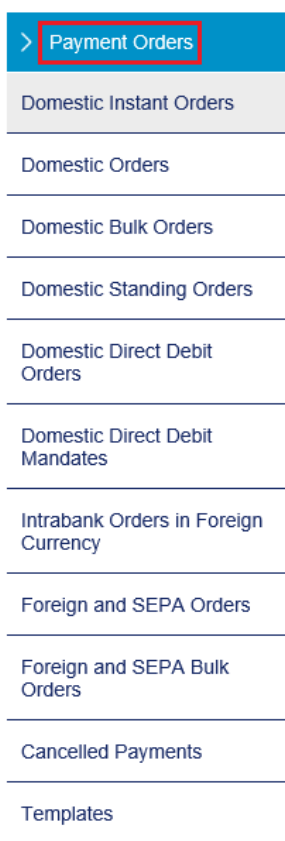 Payment Orders
Domestic Instant Orders
Domestic Orders
Domestic Bulk Orders
Domestic Standing Orders
Domestic Direct Debit
Orders
Domestic Direct Debit
Mandates
Intrabank Orders in Foreign
Currency
Foreign and SEPA Orders
Foreign and SEPA Bulk
Orders
Cancelled Payments
Templates